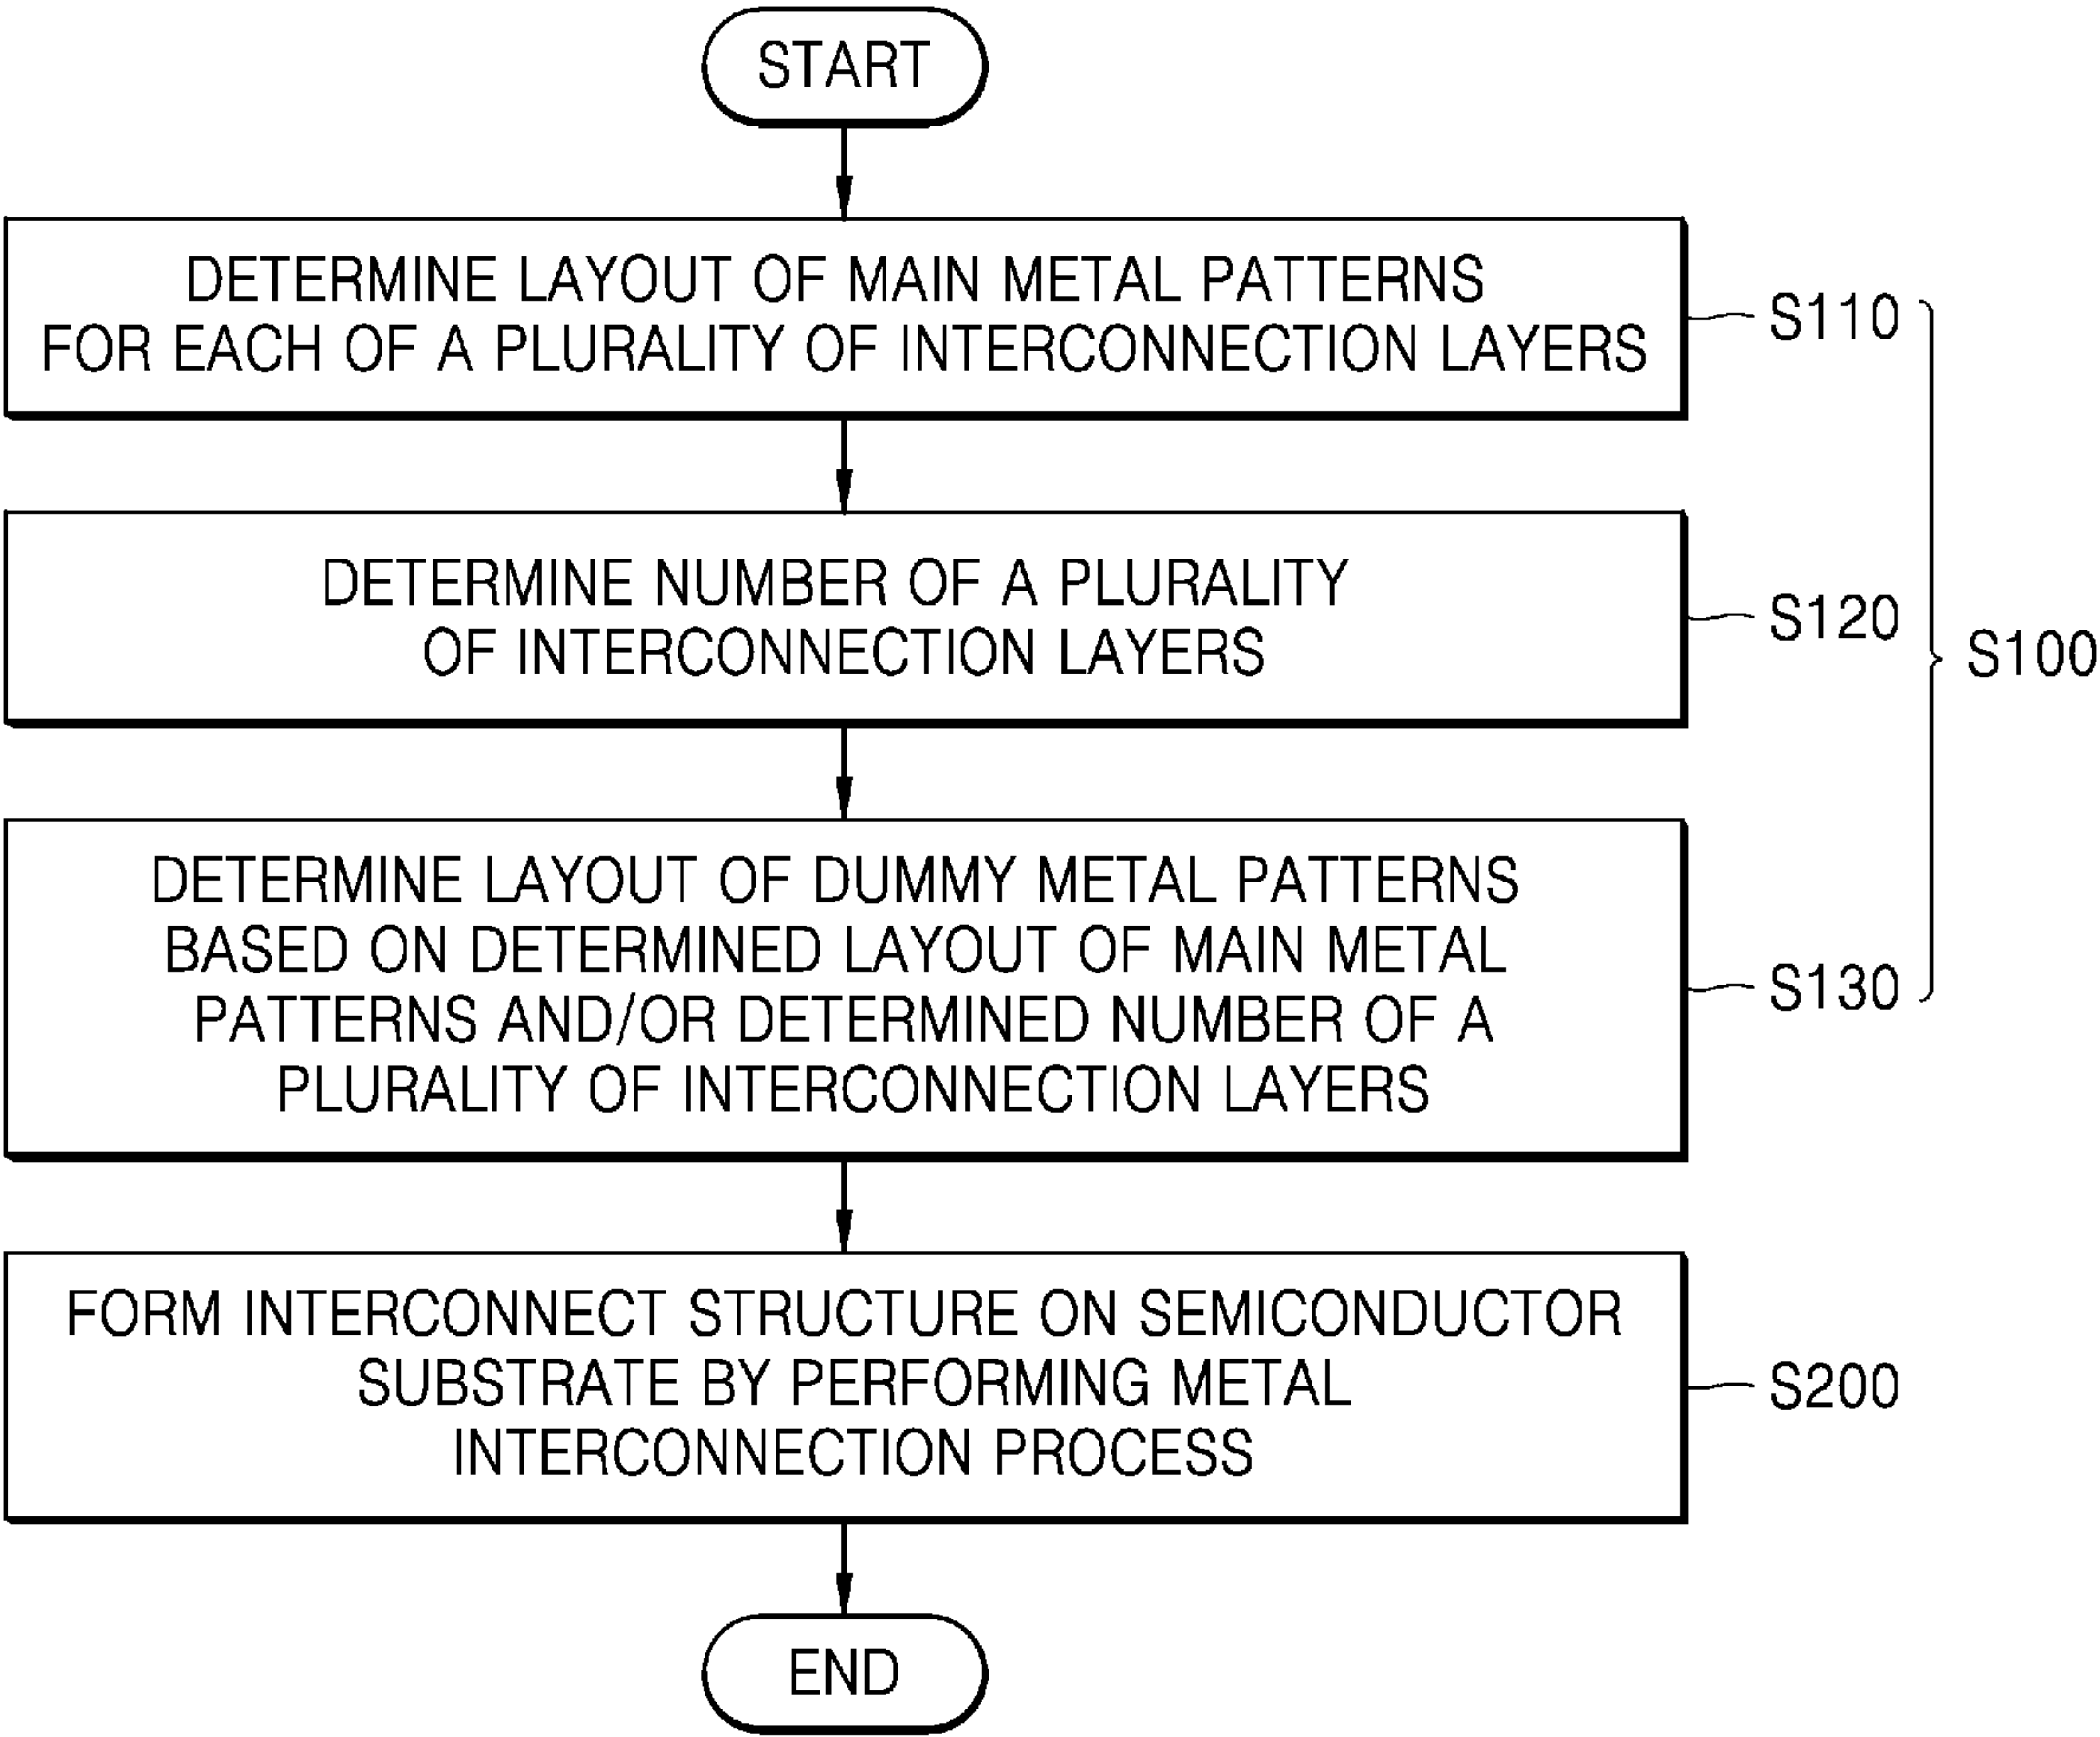 START
DETERMINE LAYOUT OF MAIN METAL PATTERNS
FOR EACH OF A PLURALITY OF INTERCONNECTION LAYERS
S110
DETERMINE NUMBER OF A PLURALITY
OF INTERCONNECTION LAYERS
S120
S100
DETERMINE LAYOUT OF DUMMY METAL PATTERNS
BASED ON DETERMINED LAYOUT OF MAIN METAL
PATTERNS AND/OR DETERMINED NUMBER OF A
PLURALITY OF INTERCONNECTION LAYERS
S130
FORM INTERCONNECT STRUCTURE ON SEMICONDUCTOR
SUBSTRATE BY PERFORMING METAL
INTERCONNECTION PROCESS
S200
END